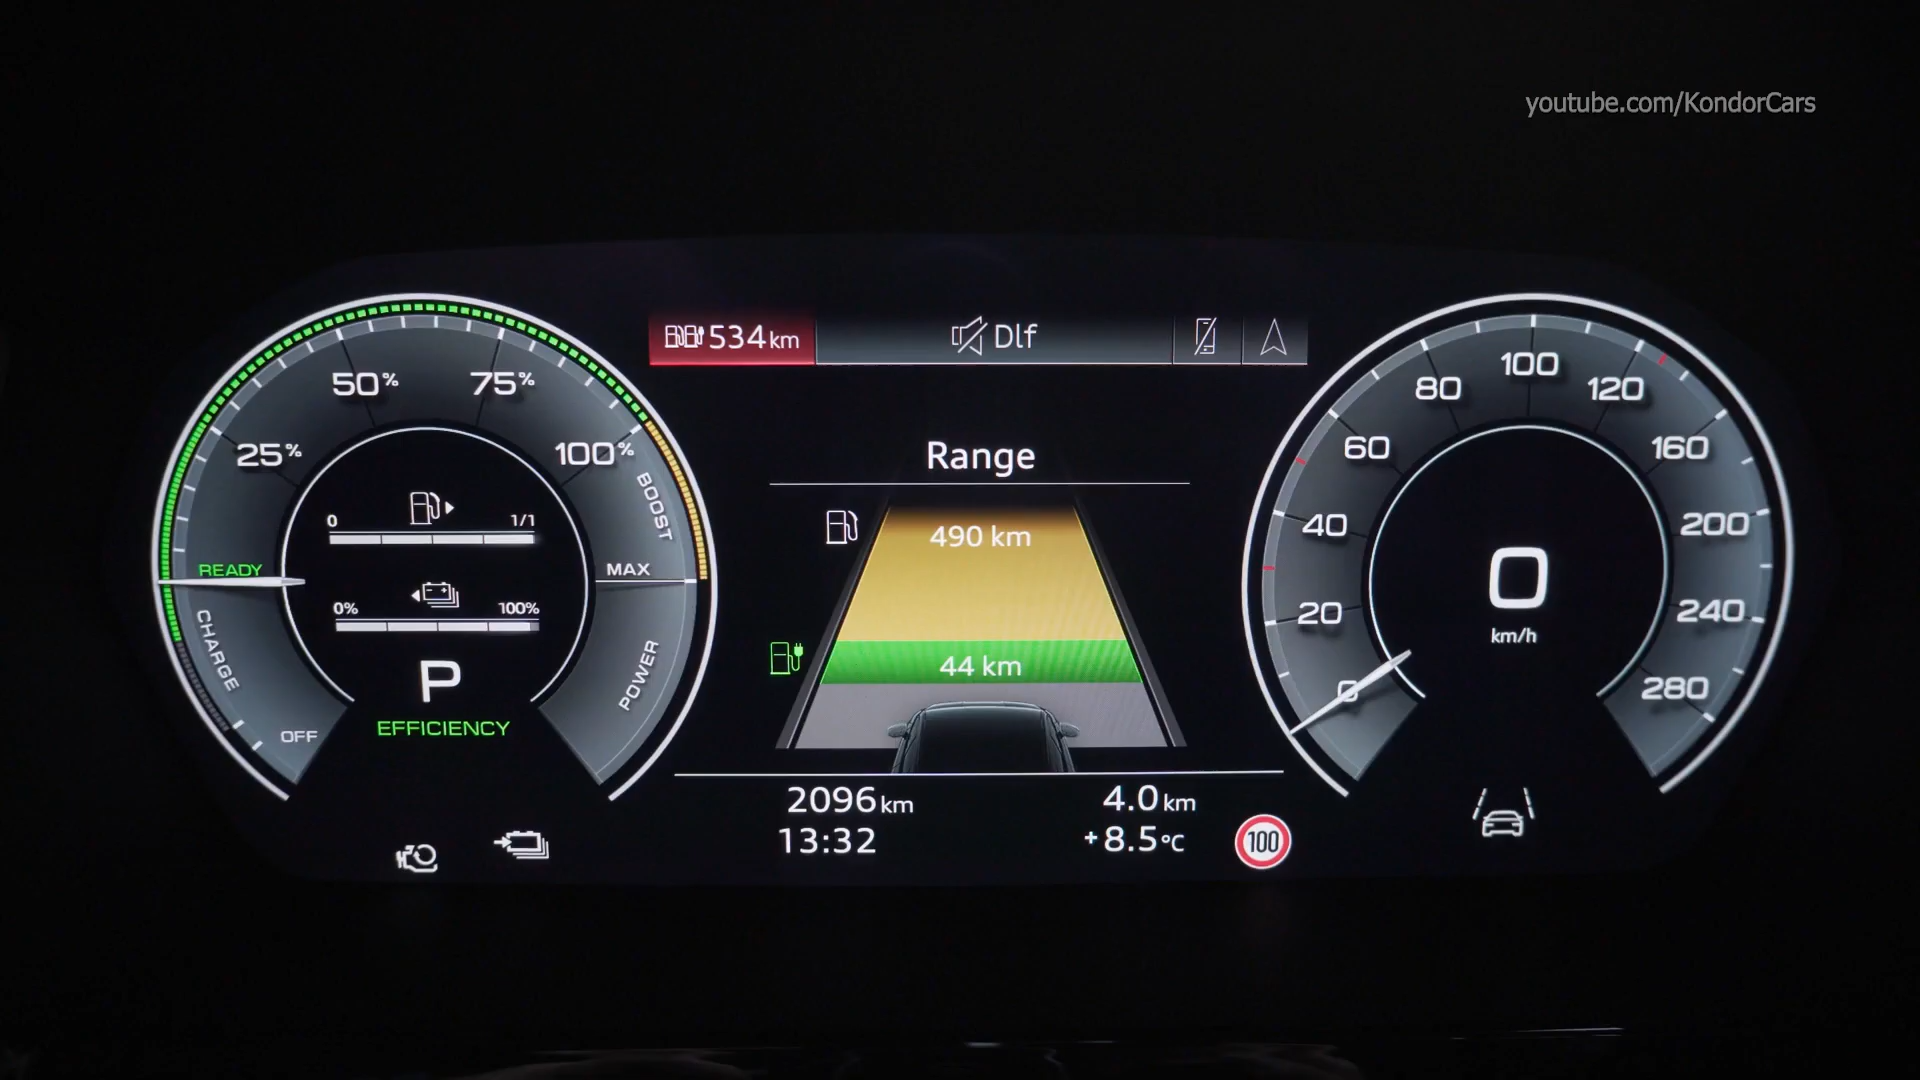 youtube.com/KondorCars
534 km
Dlf
50%
75%
25%
100%
BOOST
MAX
POWER
READY
CHARGE
OFF
0
1/1
0%
100%
P
EFFICIENCY
Range
490 km
44 km
2096 km
4.0 km
13:32
+8.5 °C
100
0
20
40
60
80
100
120
160
200
240
280
0
km/h